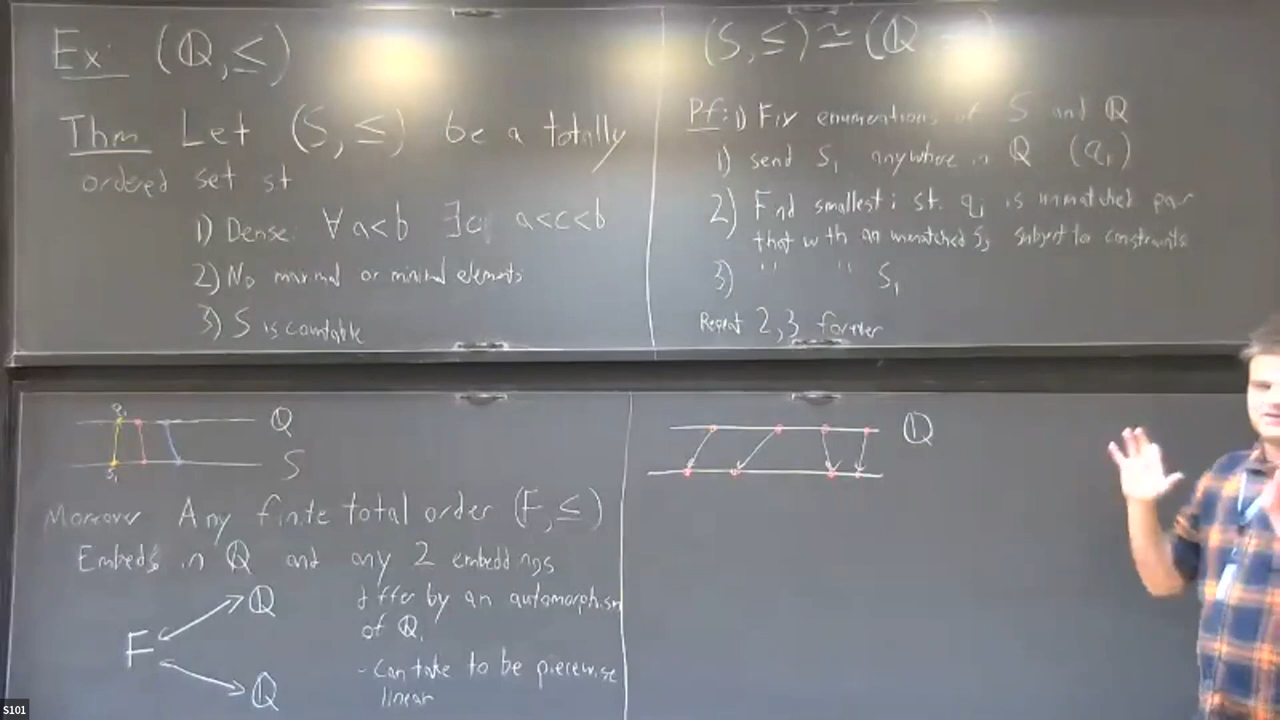 Ex: (ℚ,≤)
Thm Let (S,≤) be a totally
ordered set st
1) Dense: ∀a<b ∃c a<c<b
2) No maximal or minimal elements
3) S is countable
(S,≤)≅(ℚ
Pf: Fix enumentions of S and ℚ
1) send S₁ anywhere in ℚ (q₁)
2) Find smallest i st. qᵢ is unmatched pair
that with an unmatched Sⱼ subject to constraints
3) '' '' Sᵢ
Repeat 2,3 forever
ℚ
S₁
S
Moreover Any finite total order (F,≤)
Embeds in ℚ and any 2 embeddings
differ by an automorphism
of ℚ.
- Can take to be piecewise
linear
F
ℚ
ℚ
ℚ
S101